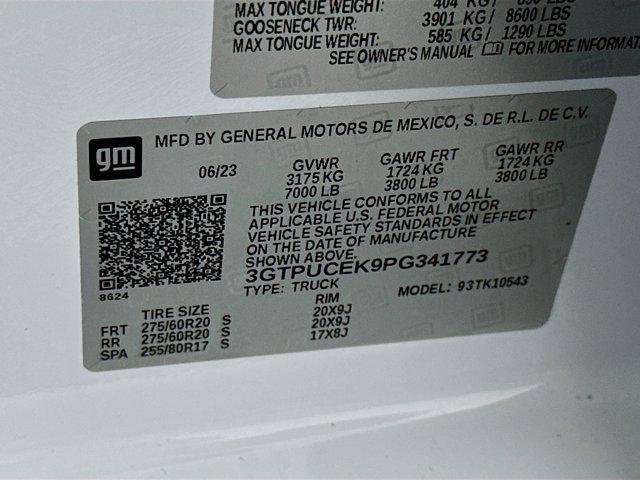 MAX TONGUE WEIGHT: 404 KG / LBS
GOOSENECK TWR: 3901 KG / 8600 LBS
MAX TONGUE WEIGHT: 585 KG / 1290 LBS
SEE OWNER'S MANUAL FOR MORE INFORMAT
gm
MFD BY GENERAL MOTORS DE MEXICO, S. DE R.L. DE C.V.
06/23 GVWR GAWR FRT GAWR RR
3175 KG 1724 KG 1724 KG
7000 LB 3800 LB 3800 LB
THIS VEHICLE CONFORMS TO ALL
APPLICABLE U.S. FEDERAL MOTOR
VEHICLE SAFETY STANDARDS IN EFFECT
ON THE DATE OF MANUFACTURE
SHOWN ABOVE.
3GTPUCEK9PG341773
8624
TYPE: TRUCK MODEL: 93TK10543
TIRE SIZE RIM
FRT 275/60R20 S 20X9J
RR 275/60R20 S 20X9J
SPA 255/80R17 S 17X8J